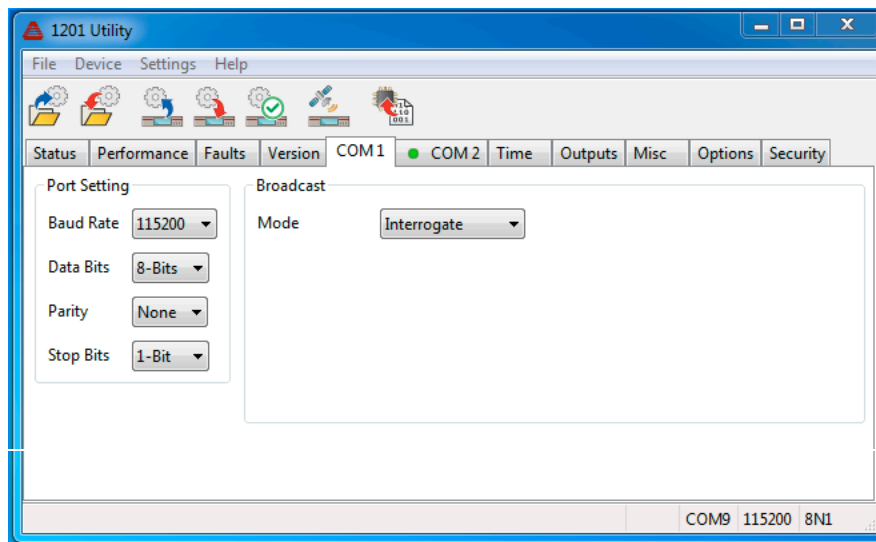 1201 Utility
File Device Settings Help
Status Performance Faults Version COM 1 COM 2 Time Outputs Misc Options Security
Port Setting Broadcast
Baud Rate 115200 Mode Interrogate
Data Bits 8-Bits
Parity None
Stop Bits 1-Bit
COM9 115200 8N1